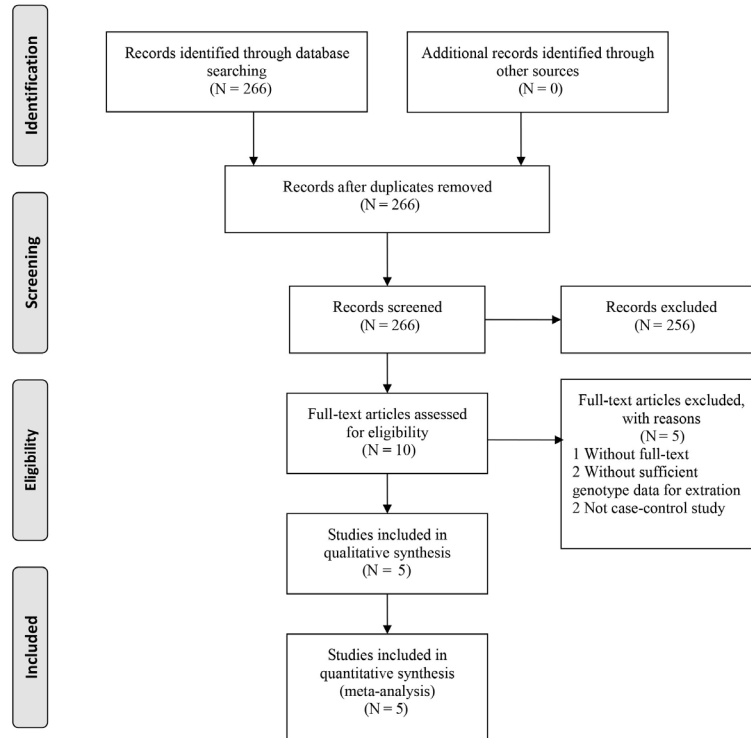 Identification
Records identified through database
searching
(N = 266)
Additional records identified through
other sources
(N = 0)
Records after duplicates removed
(N = 266)
Screening
Records screened
(N = 266)
Records excluded
(N = 256)
Eligibility
Full-text articles assessed
for eligibility
(N = 10)
Full-text articles excluded,
with reasons
(N = 5)
1 Without full-text
2 Without sufficient
genotype data for extration
2 Not case-control study
Studies included in
qualitative synthesis
(N = 5)
Included
Studies included in
quantitative synthesis
(meta-analysis)
(N = 5)